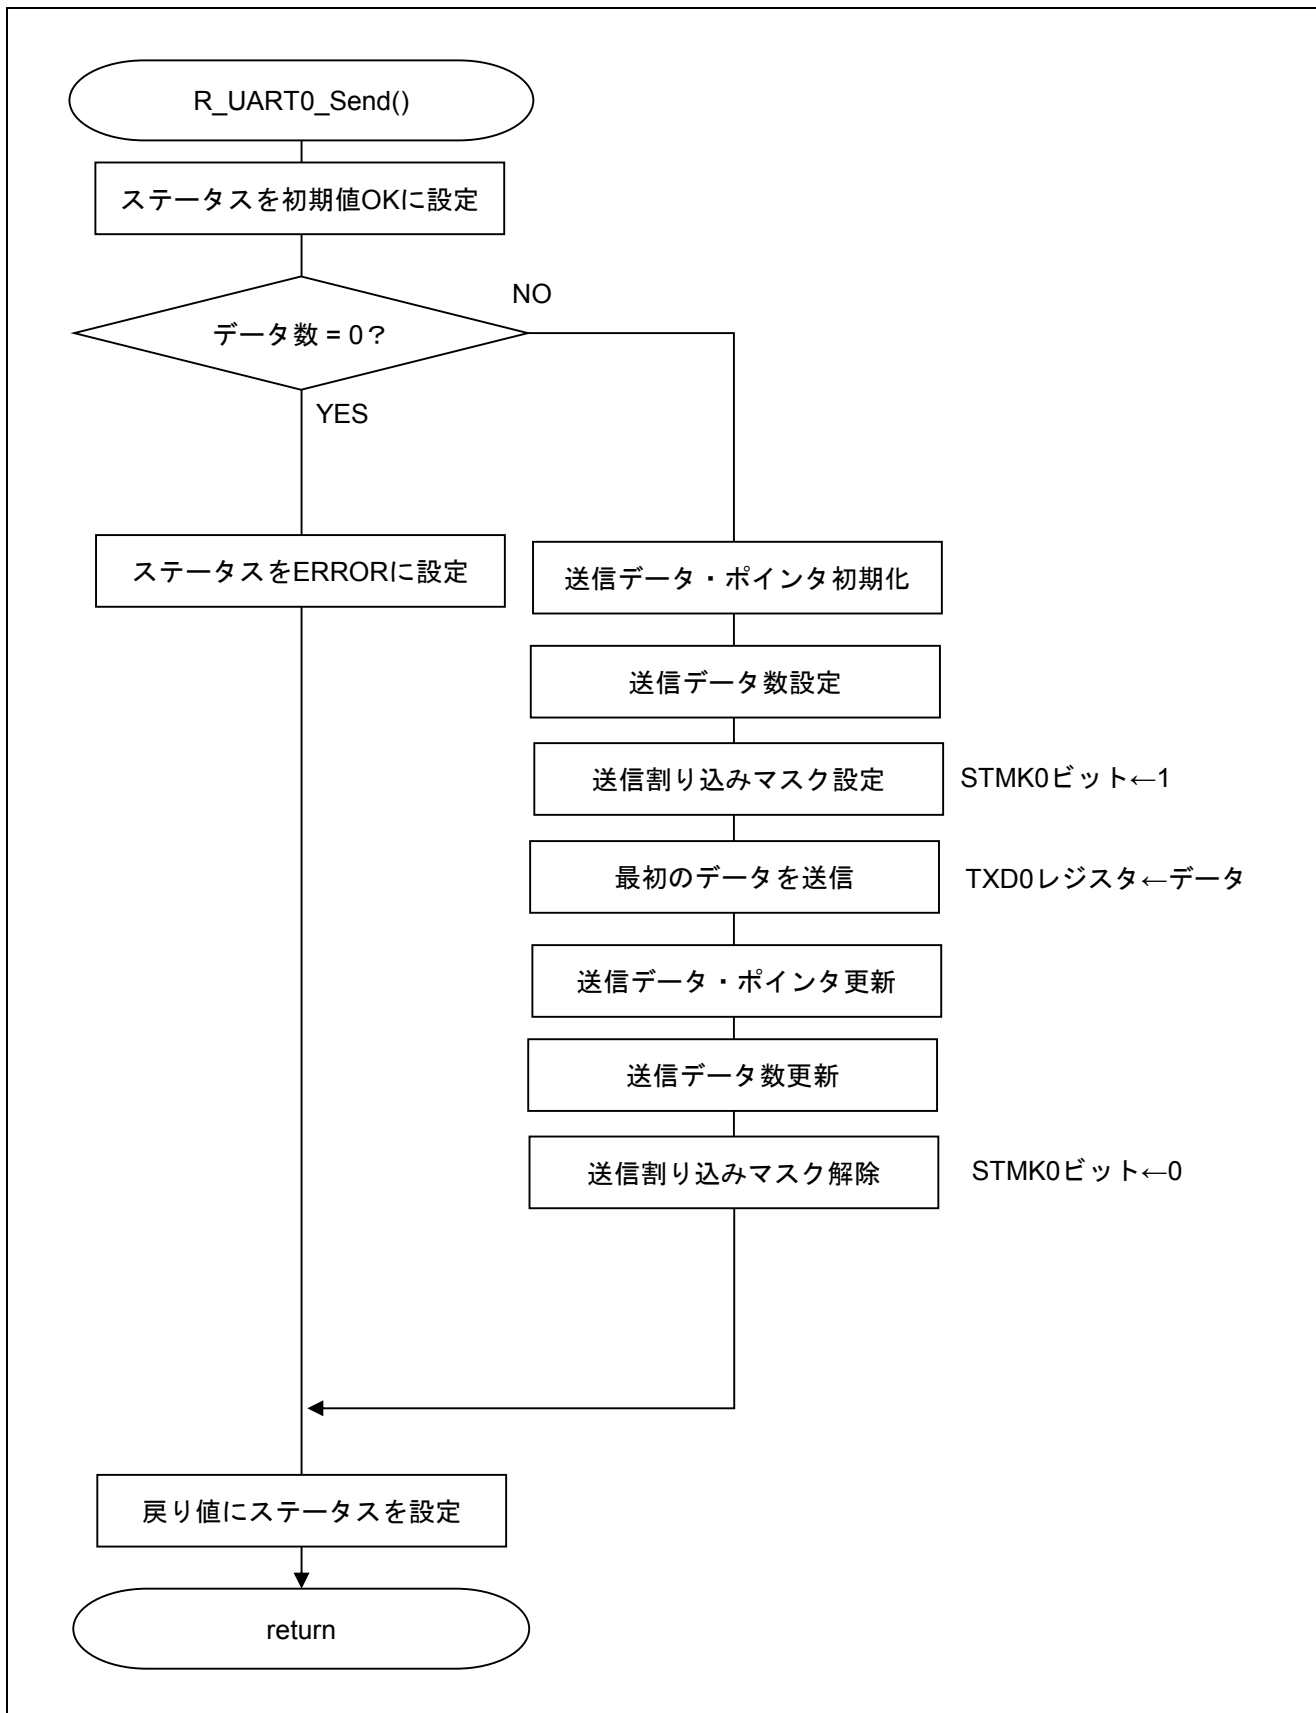 R_UART0_Send()
ステータスを初期値OKに設定
データ数 = 0？
NO
YES
ステータスをERRORに設定
送信データ・ポインタ初期化
送信データ数設定
送信割り込みマスク設定
STMK0ビット←1
最初のデータを送信
TXD0レジスタ←データ
送信データ・ポインタ更新
送信データ数更新
送信割り込みマスク解除
STMK0ビット←0
戻り値にステータスを設定
return